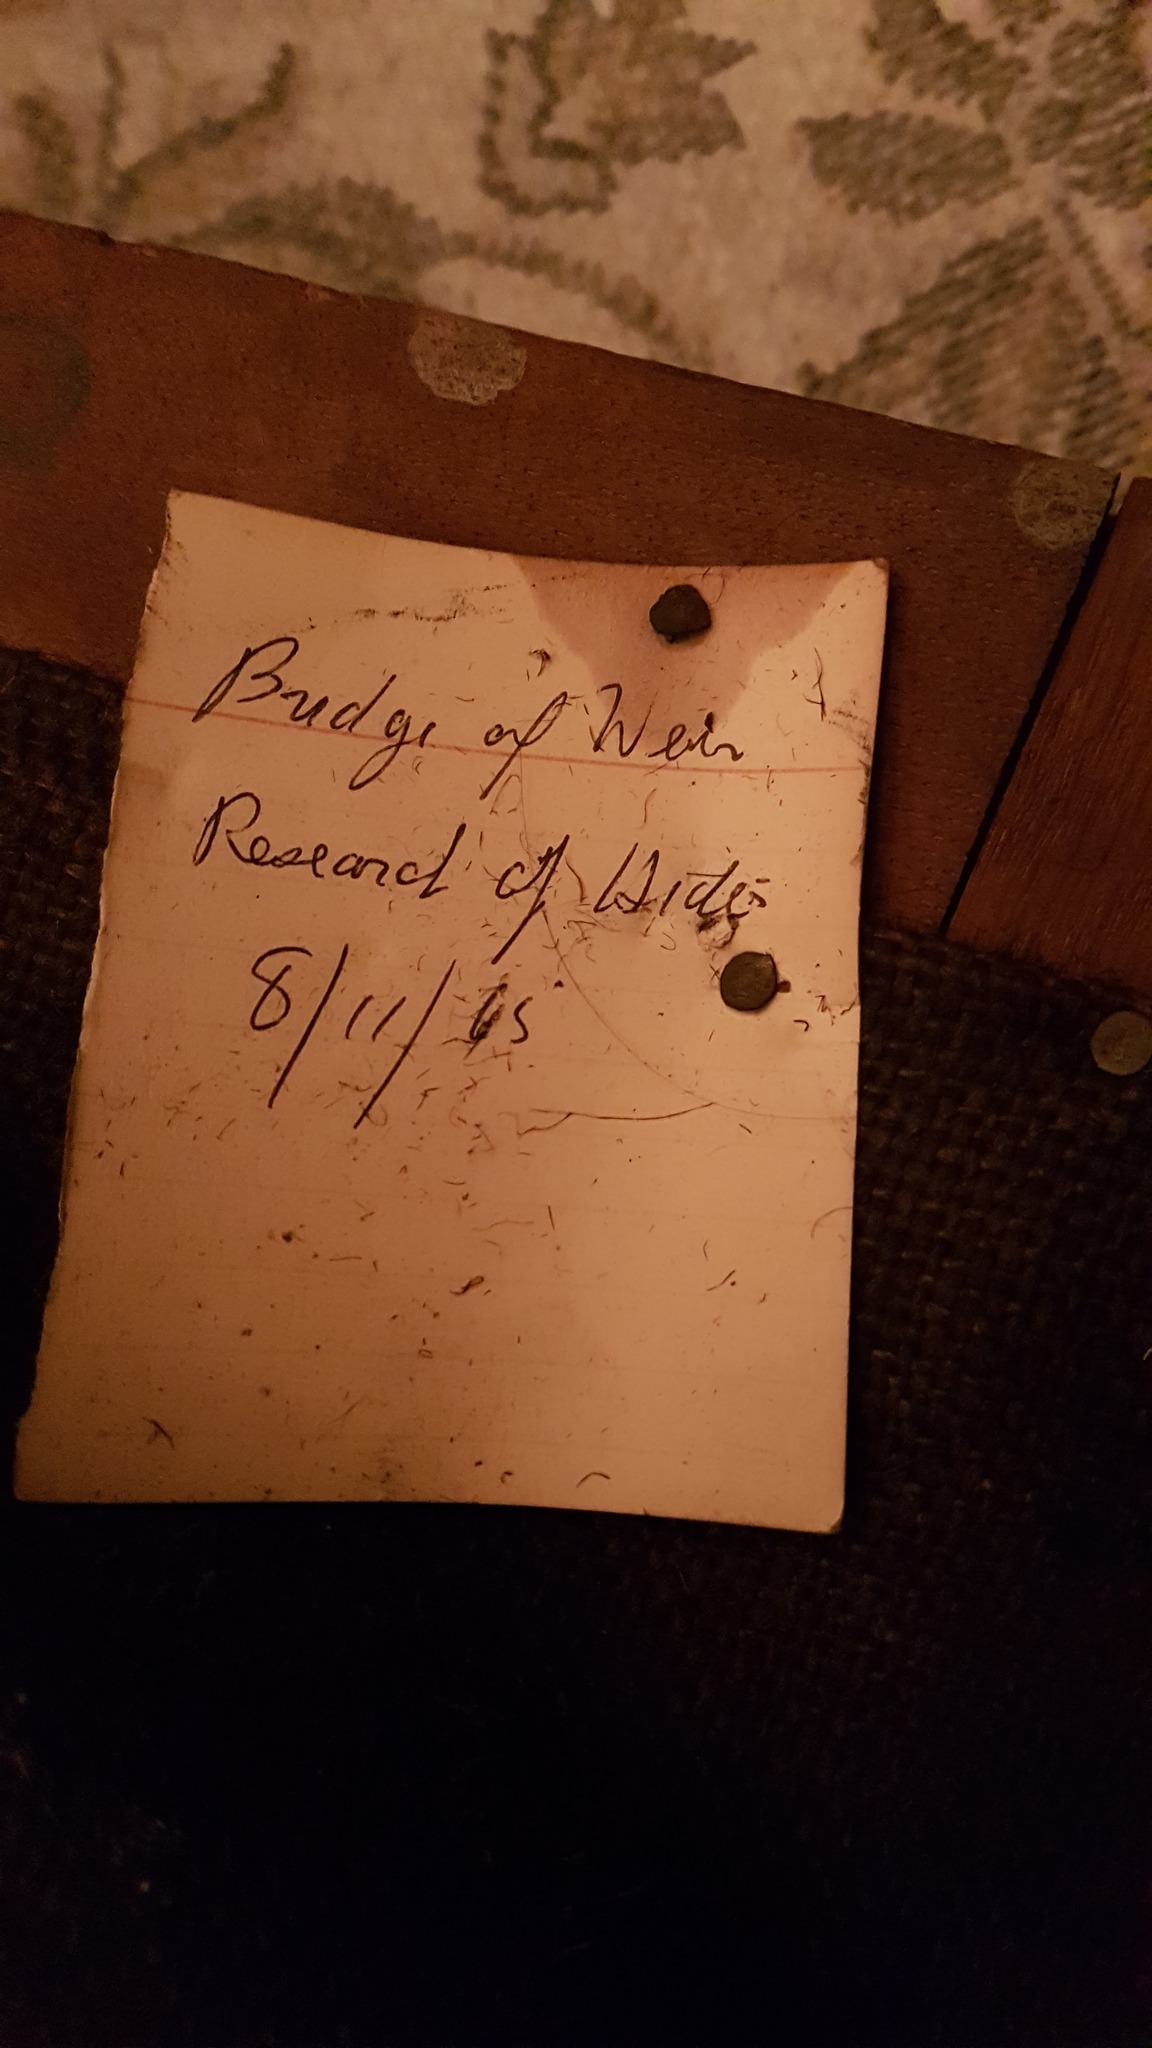 Bridge of Weir
Research of Hides
8/11/65